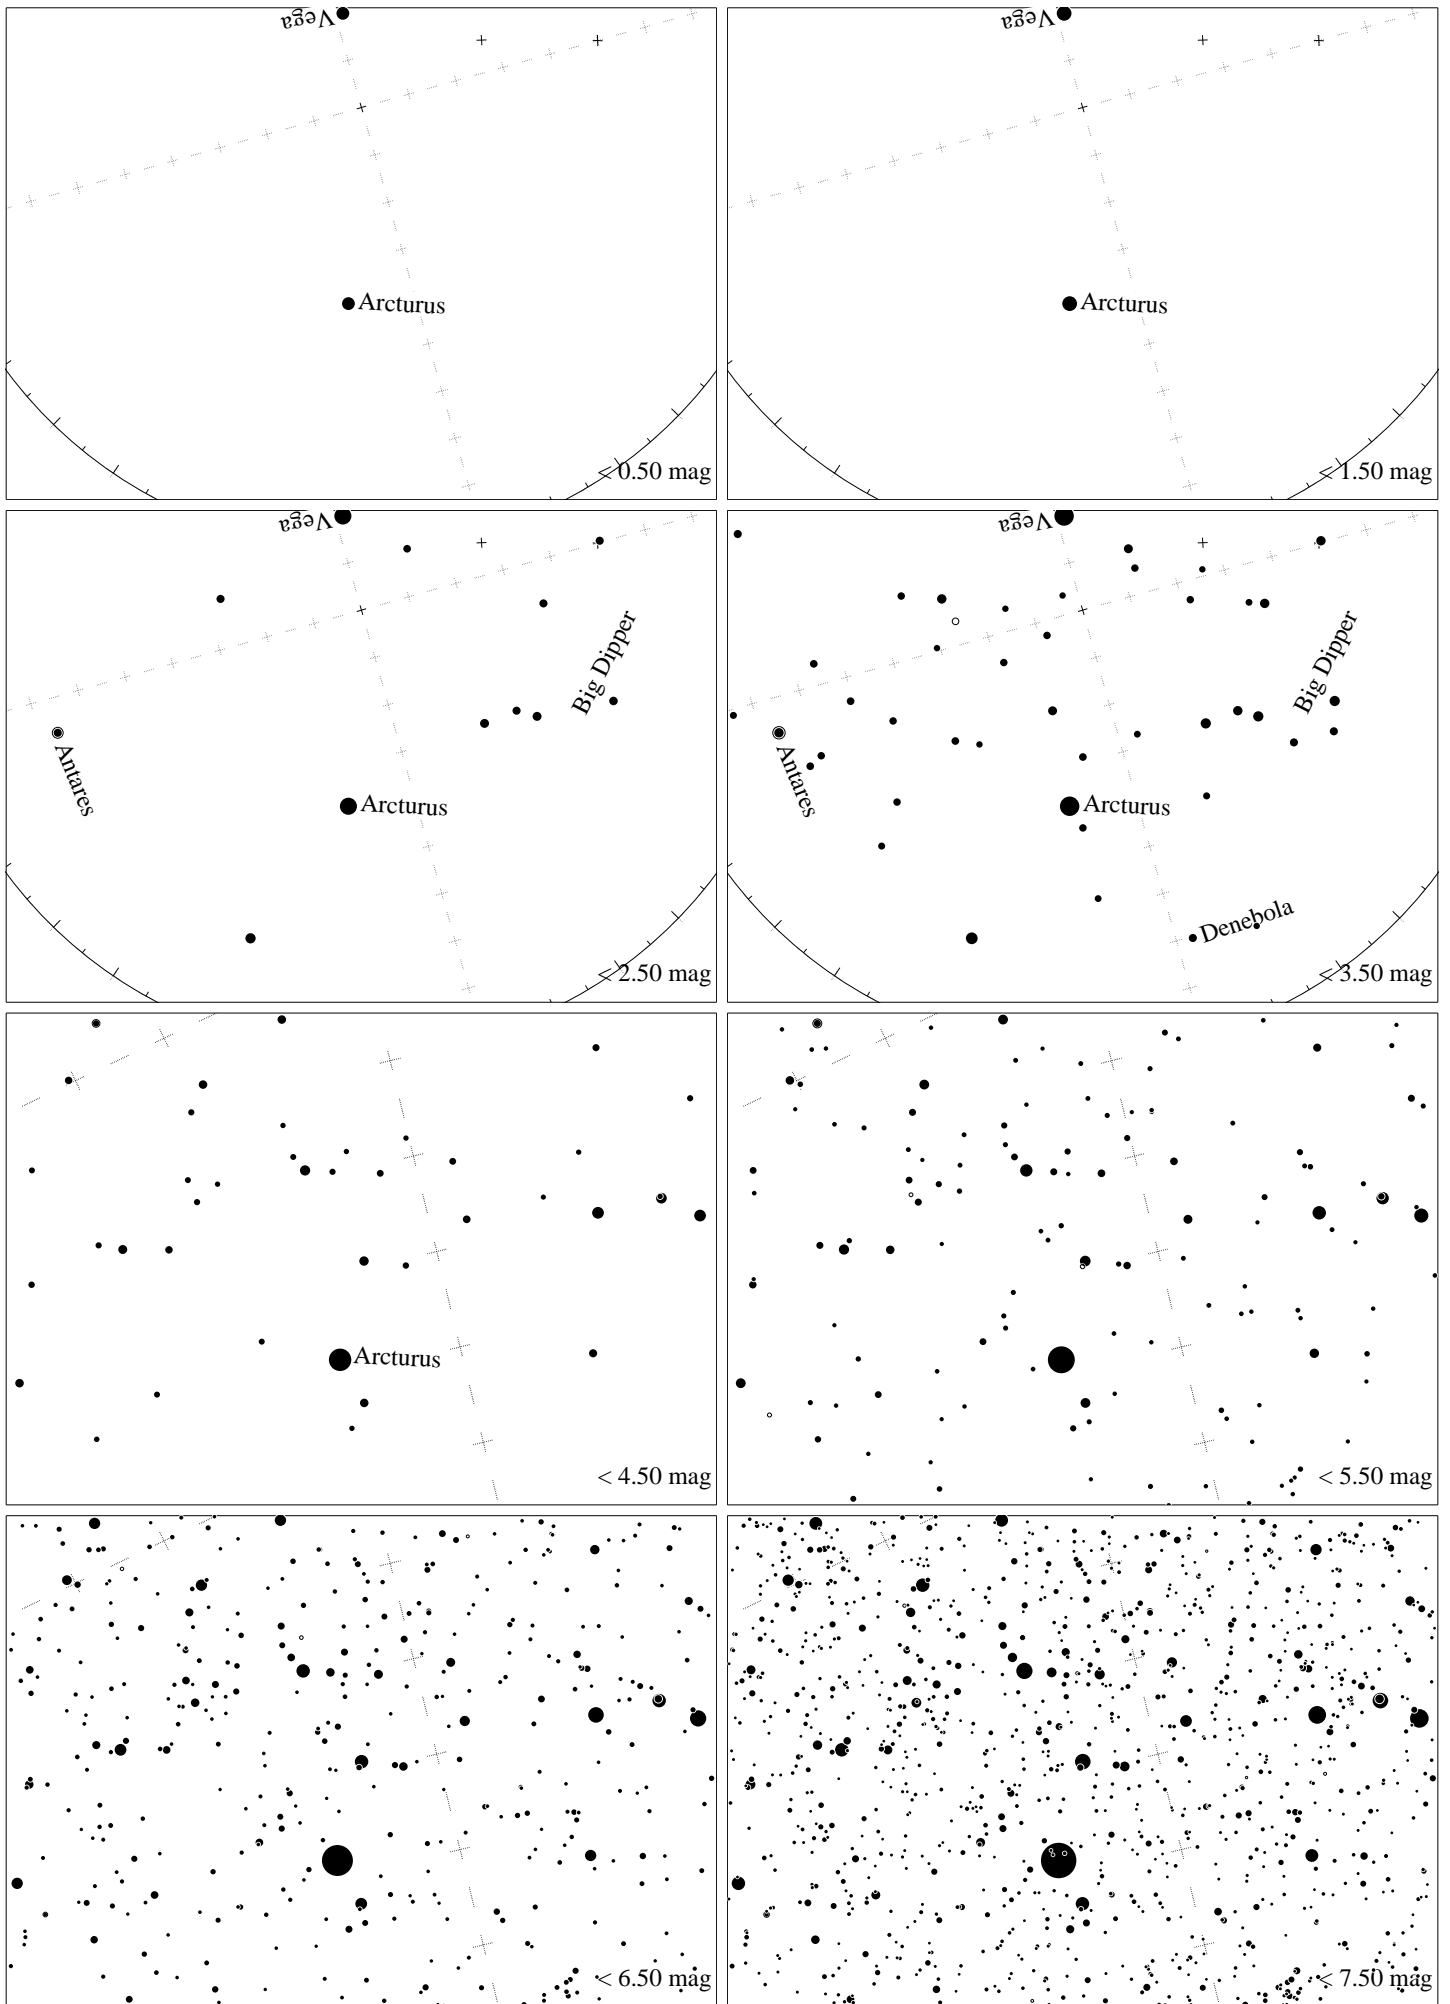 Vega
Arcturus
< 0.50 mag
Vega
Arcturus
< 1.50 mag
Vega
Big Dipper
Antares
Arcturus
< 2.50 mag
Vega
Big Dipper
Antares
Arcturus
Denebola
< 3.50 mag
Arcturus
< 4.50 mag
< 5.50 mag
< 6.50 mag
< 7.50 mag